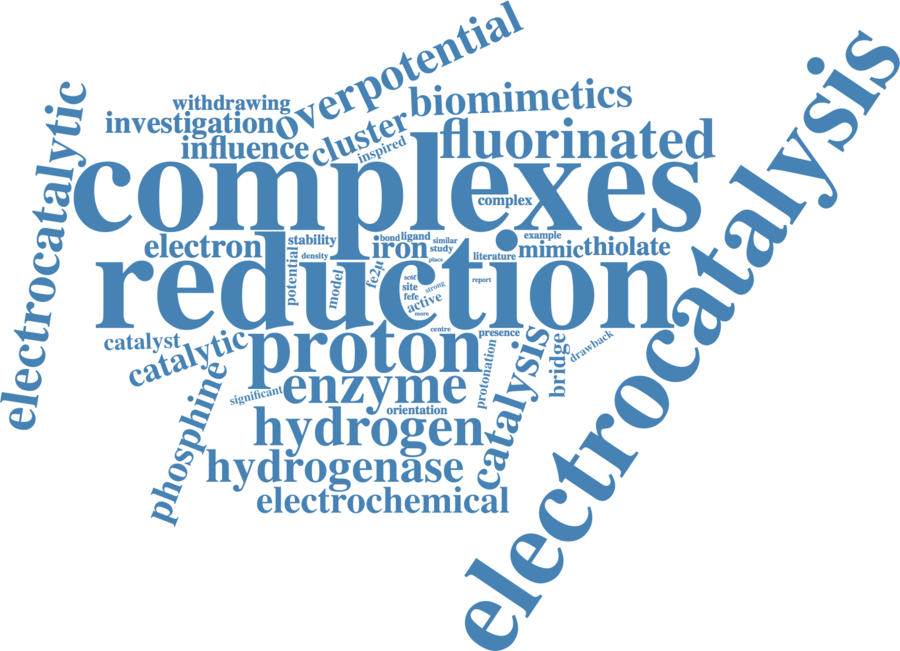 overpotential
withdrawing
biomimetics
investigation
cluster
fluorinated
influence
inspired
electrocatalytic
complexes
complex
electrocatalysis
electron
stability
bond
ligand
similar
example
iron
study
mimic
thiolate
density
literature
place
potential
reduction
model
fe2μ
site
strong
report
fefe
active
more
centre
catalyst
catalytic
proton
presence
protonation
catalysis
bridge
drawback
phosphine
significant
enzyme
orientation
hydrogen
hydrogenase
electrochemical